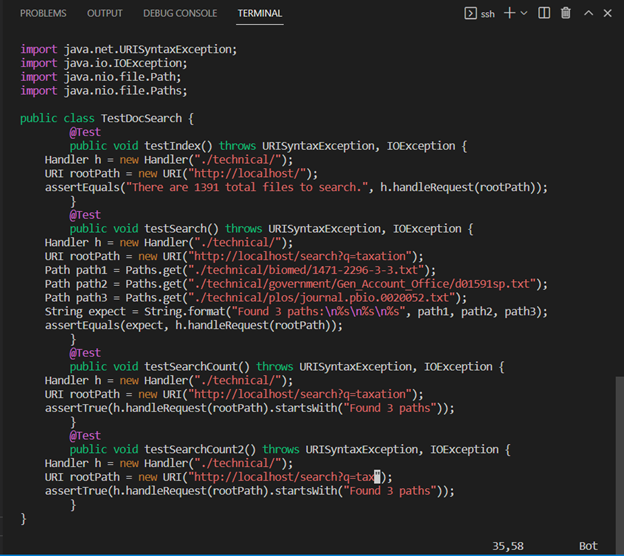 PROBLEMS OUTPUT DEBUG CONSOLE TERMINAL ssh
import java.net.URISyntaxException;
import java.io.IOException;
import java.nio.file.Path;
import java.nio.file.Paths;
public class TestDocSearch {
@Test
public void testIndex() throws URISyntaxException, IOException {
Handler h = new Handler("./technical/");
URI rootPath = new URI("http://localhost/");
assertEquals("There are 1391 total files to search.", h.handleRequest(rootPath));
}
@Test
public void testSearch() throws URISyntaxException, IOException {
Handler h = new Handler("./technical/");
URI rootPath = new URI("http://localhost/search?q=taxation");
Path path1 = Paths.get("./technical/biomed/1471-2296-3-3.txt");
Path path2 = Paths.get("./technical/government/Gen_Account_Office/d01591sp.txt");
Path path3 = Paths.get("./technical/plos/journal.pbio.0020052.txt");
String expect = String.format("Found 3 paths:\n%s\n%s\n%s", path1, path2, path3);
assertEquals(expect, h.handleRequest(rootPath));
}
@Test
public void testSearchCount() throws URISyntaxException, IOException {
Handler h = new Handler("./technical/");
URI rootPath = new URI("http://localhost/search?q=taxation");
assertTrue(h.handleRequest(rootPath).startsWith("Found 3 paths"));
}
@Test
public void testSearchCount2() throws URISyntaxException, IOException {
Handler h = new Handler("./technical/");
URI rootPath = new URI("http://localhost/search?q=tax");
assertTrue(h.handleRequest(rootPath).startsWith("Found 3 paths"));
}
}
35,58 Bot